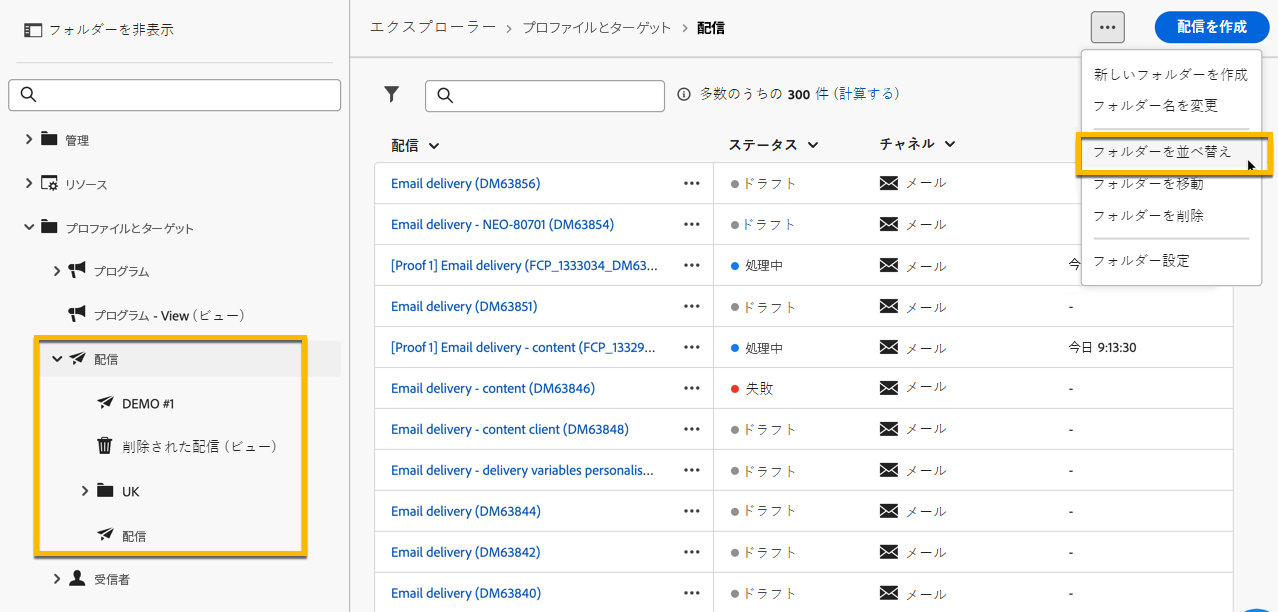 フォルダーを非表示
エクスプローラー > プロファイルとターゲット > 配信
配信を作成
新しいフォルダーを作成
フォルダー名を変更
フォルダーを並べ替え
フォルダーを移動
フォルダーを削除
フォルダー設定
管理
リソース
プロファイルとターゲット
プログラム
プログラム - View (ビュー)
配信
DEMO #1
削除された配信 (ビュー)
UK
配信
受信者
多数のうちの 300 件 (計算する)
配信 ステータス チャネル
Email delivery (DM63856) ••• ドラフト メール
Email delivery - NEO-80701 (DM63854) ••• ドラフト メール
[Proof 1] Email delivery (FCP_1333034_DM63... ••• 処理中 メール 今
Email delivery (DM63851) ••• ドラフト メール -
[Proof 1] Email delivery - content (FCP_13329... ••• 処理中 メール 今日 9:13:30
Email delivery - content (DM63846) ••• 失敗 メール -
Email delivery - content client (DM63848) ••• ドラフト メール -
Email delivery - delivery variables personalis... ••• ドラフト メール -
Email delivery (DM63844) ••• ドラフト メール -
Email delivery (DM63842) ••• ドラフト メール -
Email delivery (DM63840) ••• ドラフト メール -